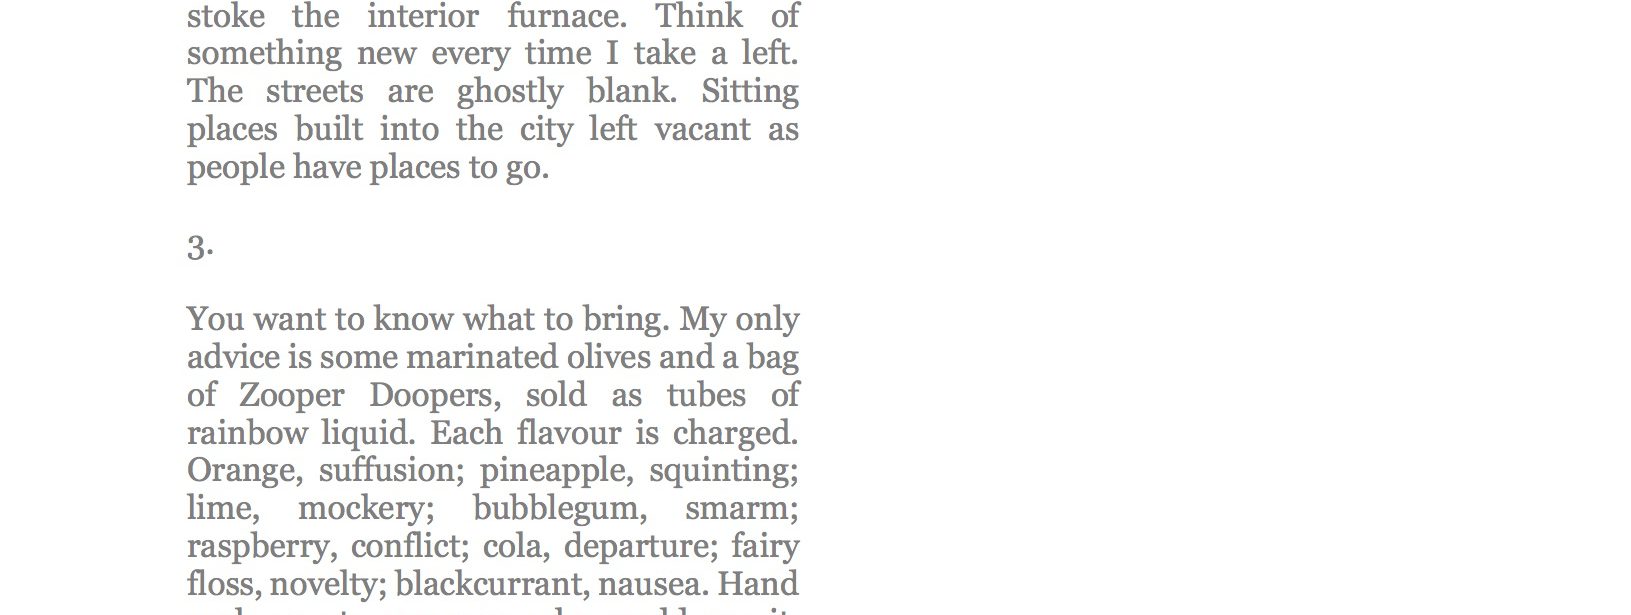 stoke the interior furnace. Think of
something new every time I take a left.
The streets are ghostly blank. Sitting
places built into the city left vacant as
people have places to go.
3.
You want to know what to bring. My only
advice is some marinated olives and a bag
of Zooper Doopers, sold as tubes of
rainbow liquid. Each flavour is charged.
Orange, suffusion; pineapple, squinting;
lime, mockery; bubblegum, smarm;
raspberry, conflict; cola, departure; fairy
floss, novelty; blackcurrant, nausea. Hand